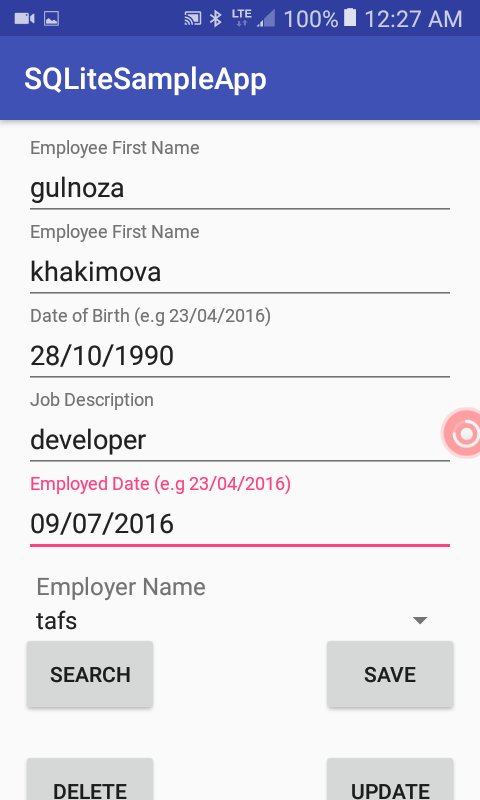 LTE 100% 12:27 AM
SQLiteSampleApp
Employee First Name
gulnoza
Employee First Name
khakimova
Date of Birth (e.g 23/04/2016)
28/10/1990
Job Description
developer
Employed Date (e.g 23/04/2016)
09/07/2016
Employer Name
tafs
SEARCH SAVE
DELETE UPDATE